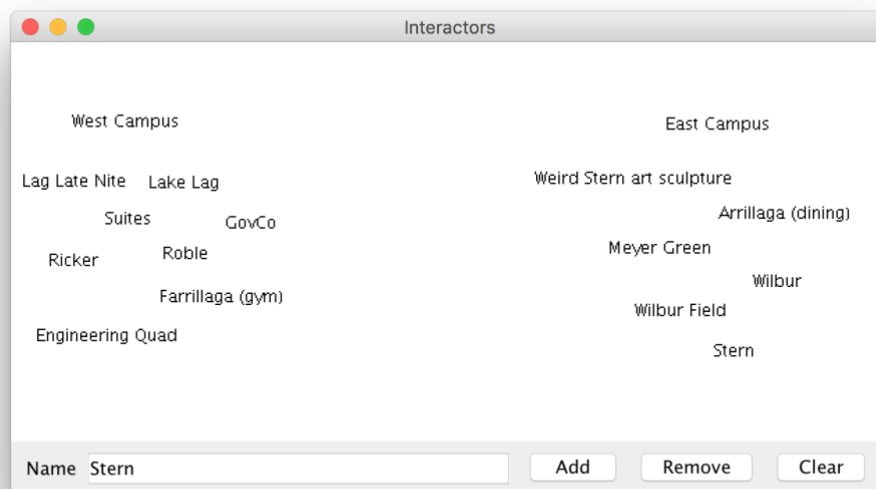 Interactors
West Campus
East Campus
Lag Late Nite
Lake Lag
Weird Stern art sculpture
Suites
GovCo
Arrillaga (dining)
Ricker
Roble
Meyer Green
Wilbur
Farrillaga (gym)
Wilbur Field
Engineering Quad
Stern
Name Stern Add Remove Clear